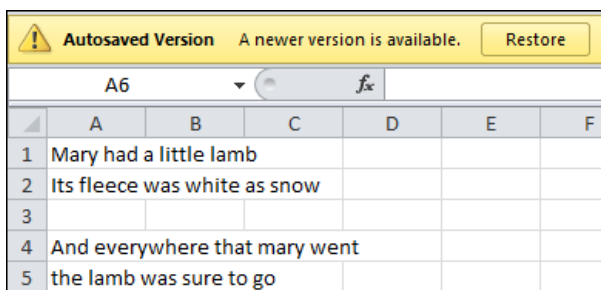 Autosaved Version A newer version is available. Restore
A6 fx
A B C D E F
1 Mary had a little lamb
2 Its fleece was white as snow
3
4 And everywhere that mary went
5 the lamb was sure to go